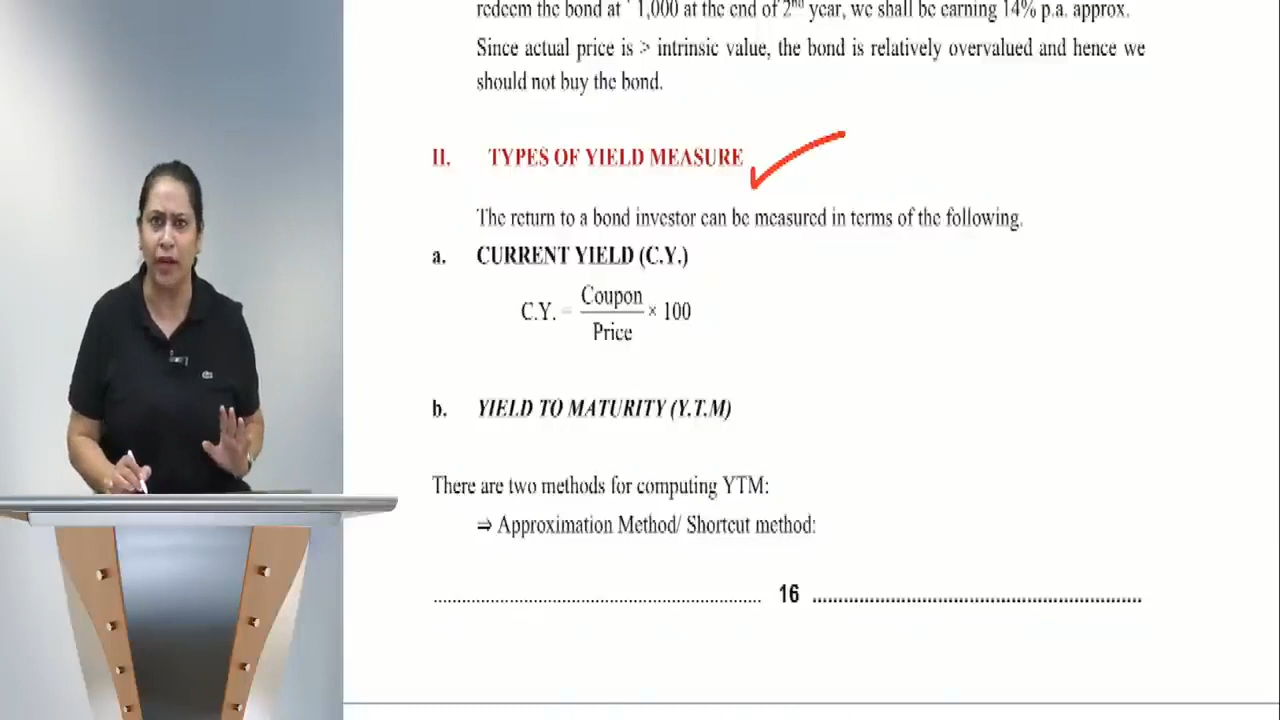 redeem the bond at ` 1,000 at the end of 2nd year, we shall be earning 14% p.a. approx.
Since actual price is > intrinsic value, the bond is relatively overvalued and hence we
should not buy the bond.
II. TYPES OF YIELD MEASURE
The return to a bond investor can be measured in terms of the following.
a. CURRENT YIELD (C.Y.)
C.Y. = Coupon / Price × 100
b. YIELD TO MATURITY (Y.T.M)
There are two methods for computing YTM:
⇒ Approximation Method/ Shortcut method:
16